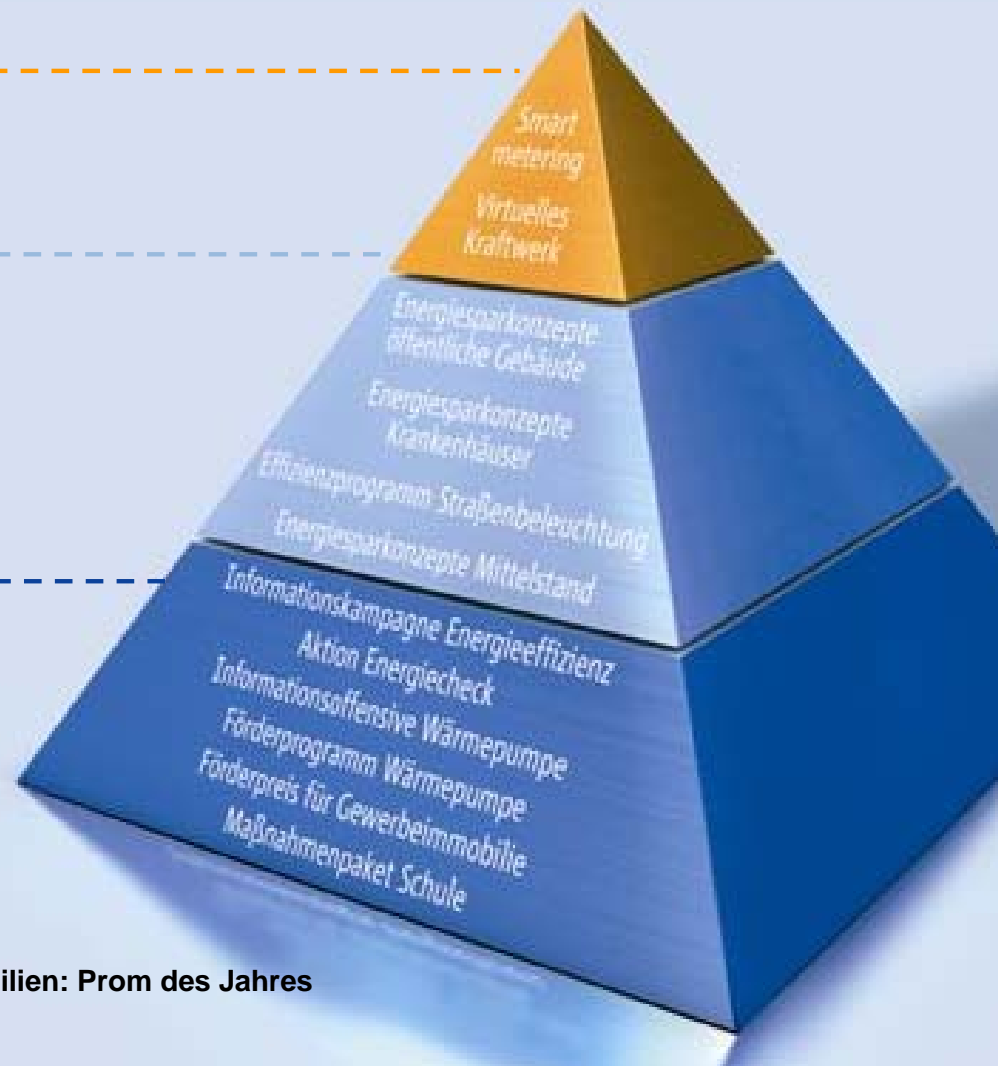 Smart
metering
Virtuelles
Kraftwerk
Energiesparkonzepte
öffentliche Gebäude
Energiesparkonzepte
Krankenhäuser
Effizienzprogramm Straßenbeleuchtung
Energiesparkonzepte Mittelstand
Informationskampagne Energieeffizienz
Aktion Energiecheck
Informationsoffensive Wärmepumpe
Förderprogramm Wärmepumpe
Förderpreis für Gewerbeimmobilie
Maßnahmenpaket Schule
ilien: Prom des Jahres